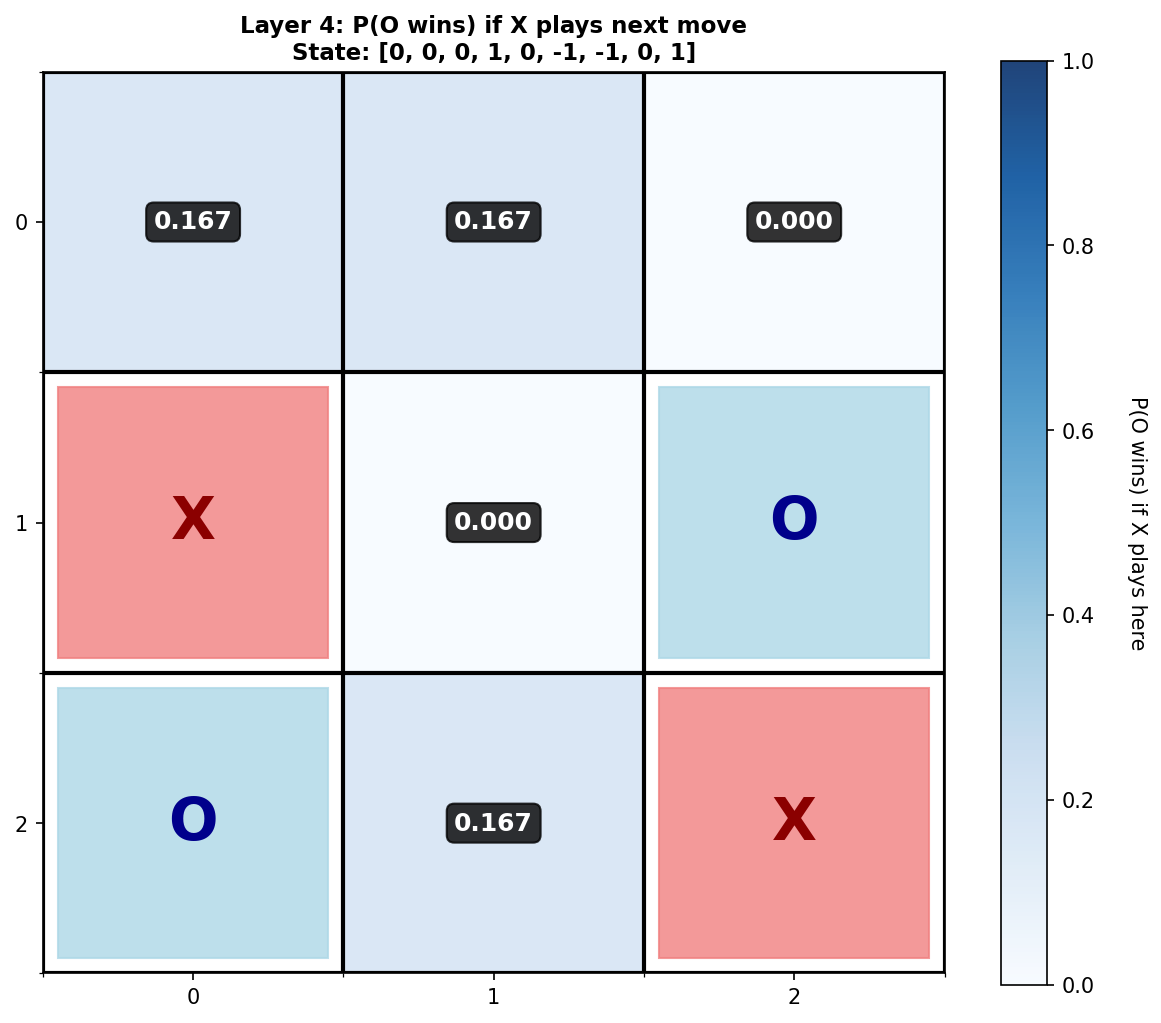 Layer 4: P(O wins) if X plays next move
State: [0, 0, 0, 1, 0, -1, -1, 0, 1]
0
0.167
0.167
0.000
1
X
0.000
O
2
O
0.167
X
0
1
2
1.0
0.8
0.6
0.4
0.2
0.0
P(O wins) if X plays here